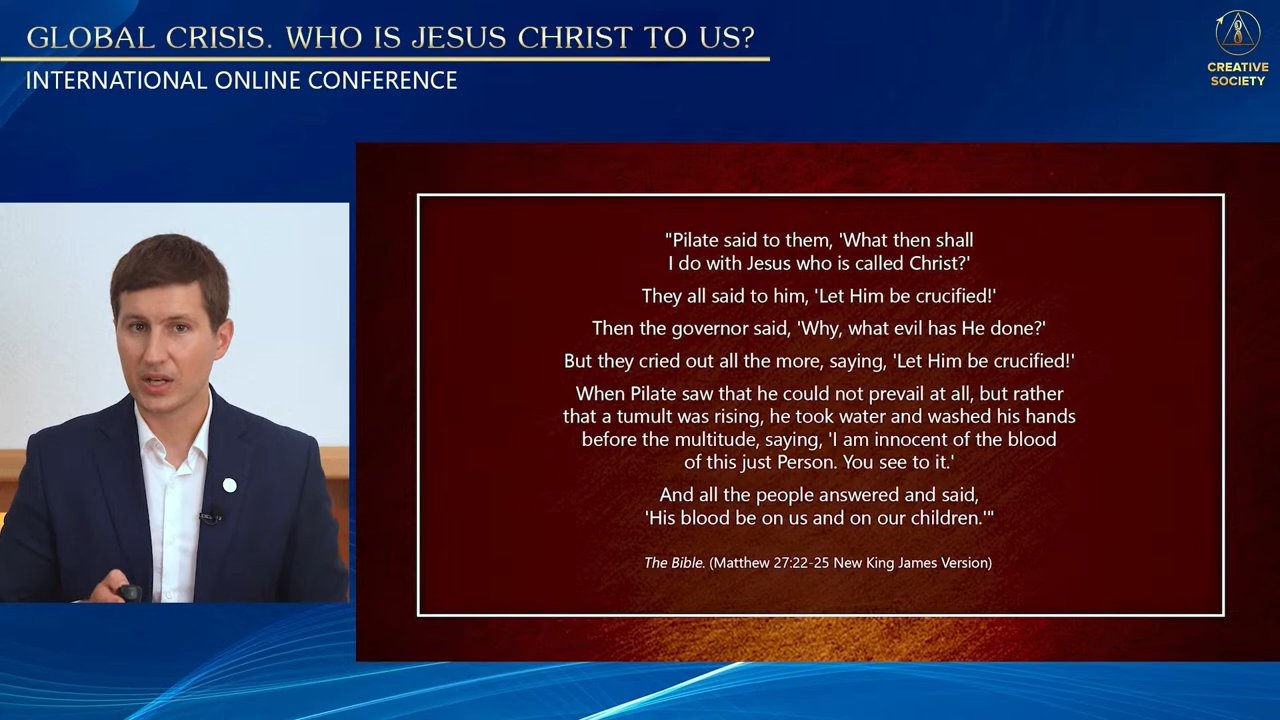 GLOBAL CRISIS. WHO IS JESUS CHRIST TO US?
INTERNATIONAL ONLINE CONFERENCE
CREATIVE
SOCIETY
"Pilate said to them, 'What then shall
I do with Jesus who is called Christ?'
They all said to him, 'Let Him be crucified!'
Then the governor said, 'Why, what evil has He done?'
But they cried out all the more, saying, 'Let Him be crucified!'
When Pilate saw that he could not prevail at all, but rather
that a tumult was rising, he took water and washed his hands
before the multitude, saying, 'I am innocent of the blood
of this just Person. You see to it.'
And all the people answered and said,
'His blood be on us and on our children.'"
The Bible. (Matthew 27:22-25 New King James Version)